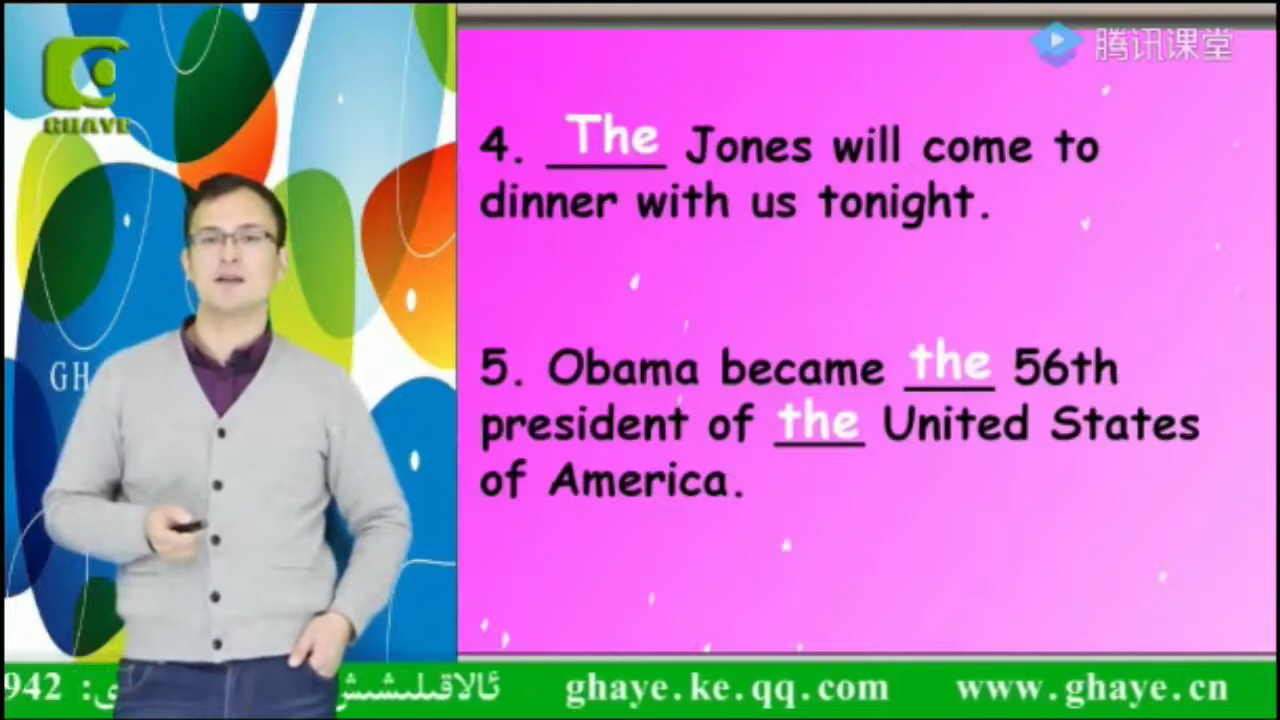 GHAYE
腾讯课堂
4. The Jones will come to
dinner with us tonight.
GH
5. Obama became the 56th
president of the United States
of America.
ئالاقىلىشىش
942
ghaye.ke.qq.com
www.ghaye.cn